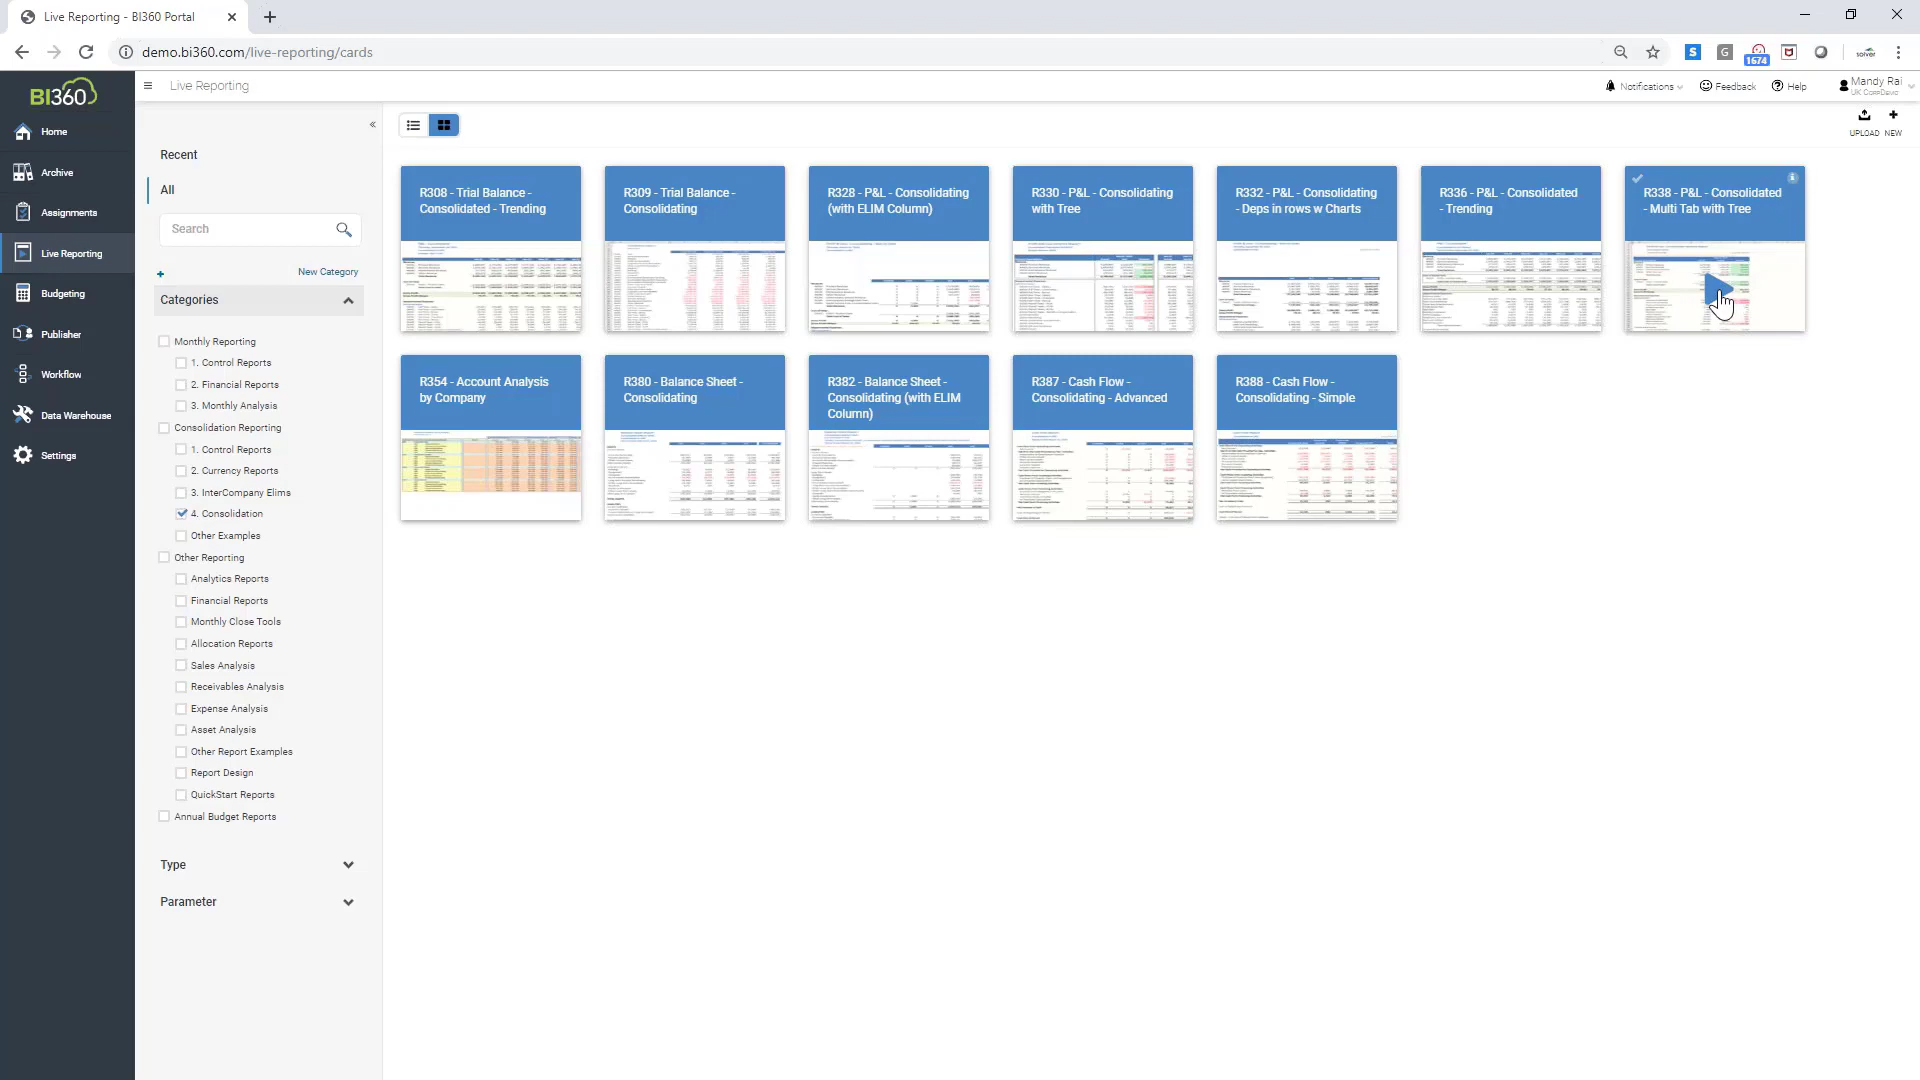 Live Reporting - BI360 Portal
demo.bi360.com/live-reporting/cards
S
G
1674
solver
BI360
Live Reporting
Notifications
Feedback
Help
Mandy Rai
UK CorpDemo
Home
Archive
Assignments
Live Reporting
Budgeting
Publisher
Workflow
Data Warehouse
Settings
Recent
All
Search
New Category
Categories
Monthly Reporting
1. Control Reports
2. Financial Reports
3. Monthly Analysis
Consolidation Reporting
1. Control Reports
2. Currency Reports
3. InterCompany Elims
4. Consolidation
Other Examples
Other Reporting
Analytics Reports
Financial Reports
Monthly Close Tools
Allocation Reports
Sales Analysis
Receivables Analysis
Expense Analysis
Asset Analysis
Other Report Examples
Report Design
QuickStart Reports
Annual Budget Reports
Type
Parameter
UPLOAD NEW
R308 - Trial Balance -
Consolidated - Trending
R309 - Trial Balance -
Consolidating
R328 - P&L - Consolidating
(with ELIM Column)
R330 - P&L - Consolidating
with Tree
R332 - P&L - Consolidating
- Deps in rows w Charts
R336 - P&L - Consolidated
- Trending
R338 - P&L - Consolidated
- Multi Tab with Tree
R354 - Account Analysis
by Company
R380 - Balance Sheet -
Consolidating
R382 - Balance Sheet -
Consolidating (with ELIM
Column)
R387 - Cash Flow -
Consolidating - Advanced
R388 - Cash Flow -
Consolidating - Simple